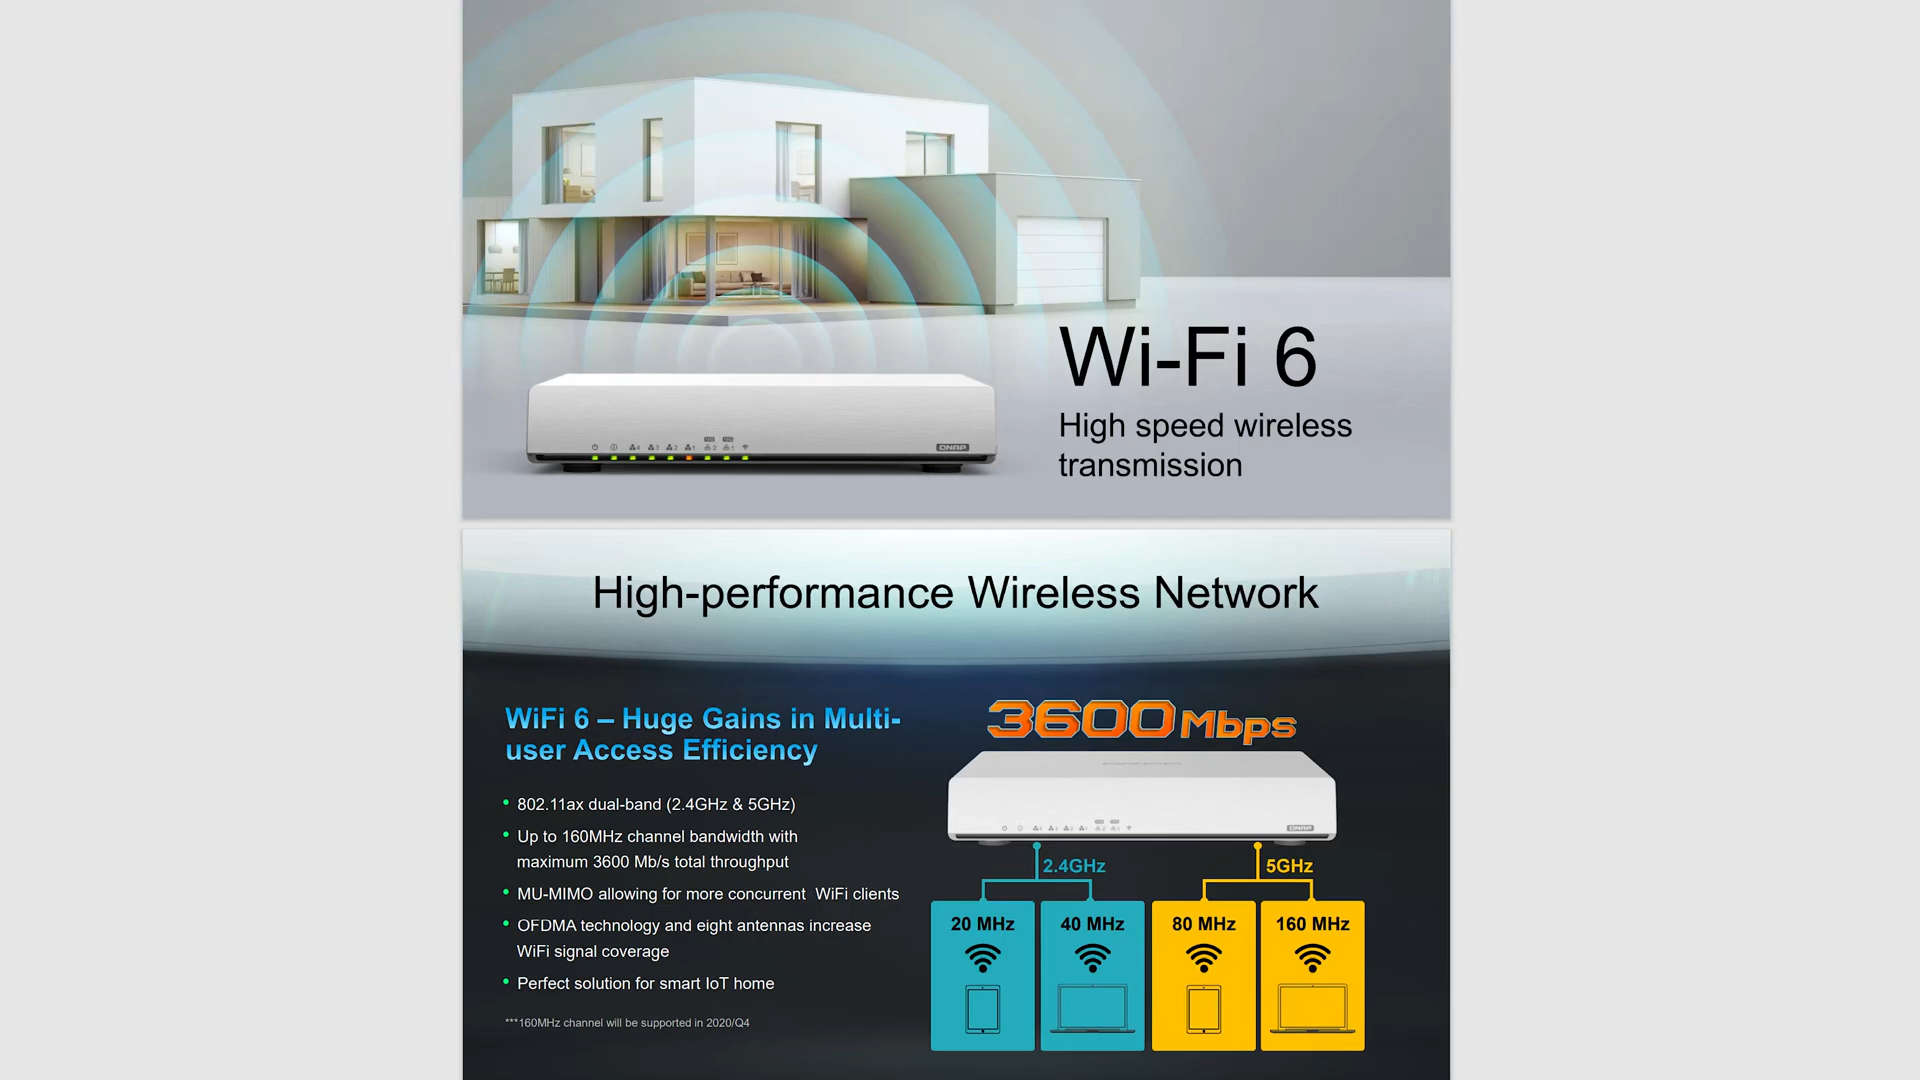 Wi-Fi 6
High speed wireless
transmission
QNAP
High-performance Wireless Network
WiFi 6 – Huge Gains in Multi-
user Access Efficiency
802.11ax dual-band (2.4GHz & 5GHz)
Up to 160MHz channel bandwidth with
maximum 3600 Mb/s total throughput
MU-MIMO allowing for more concurrent  WiFi clients
OFDMA technology and eight antennas increase
WiFi signal coverage
Perfect solution for smart IoT home
***160MHz channel will be supported in 2020/Q4
3600Mbps
QNAP
2.4GHz
5GHz
20 MHz
40 MHz
80 MHz
160 MHz